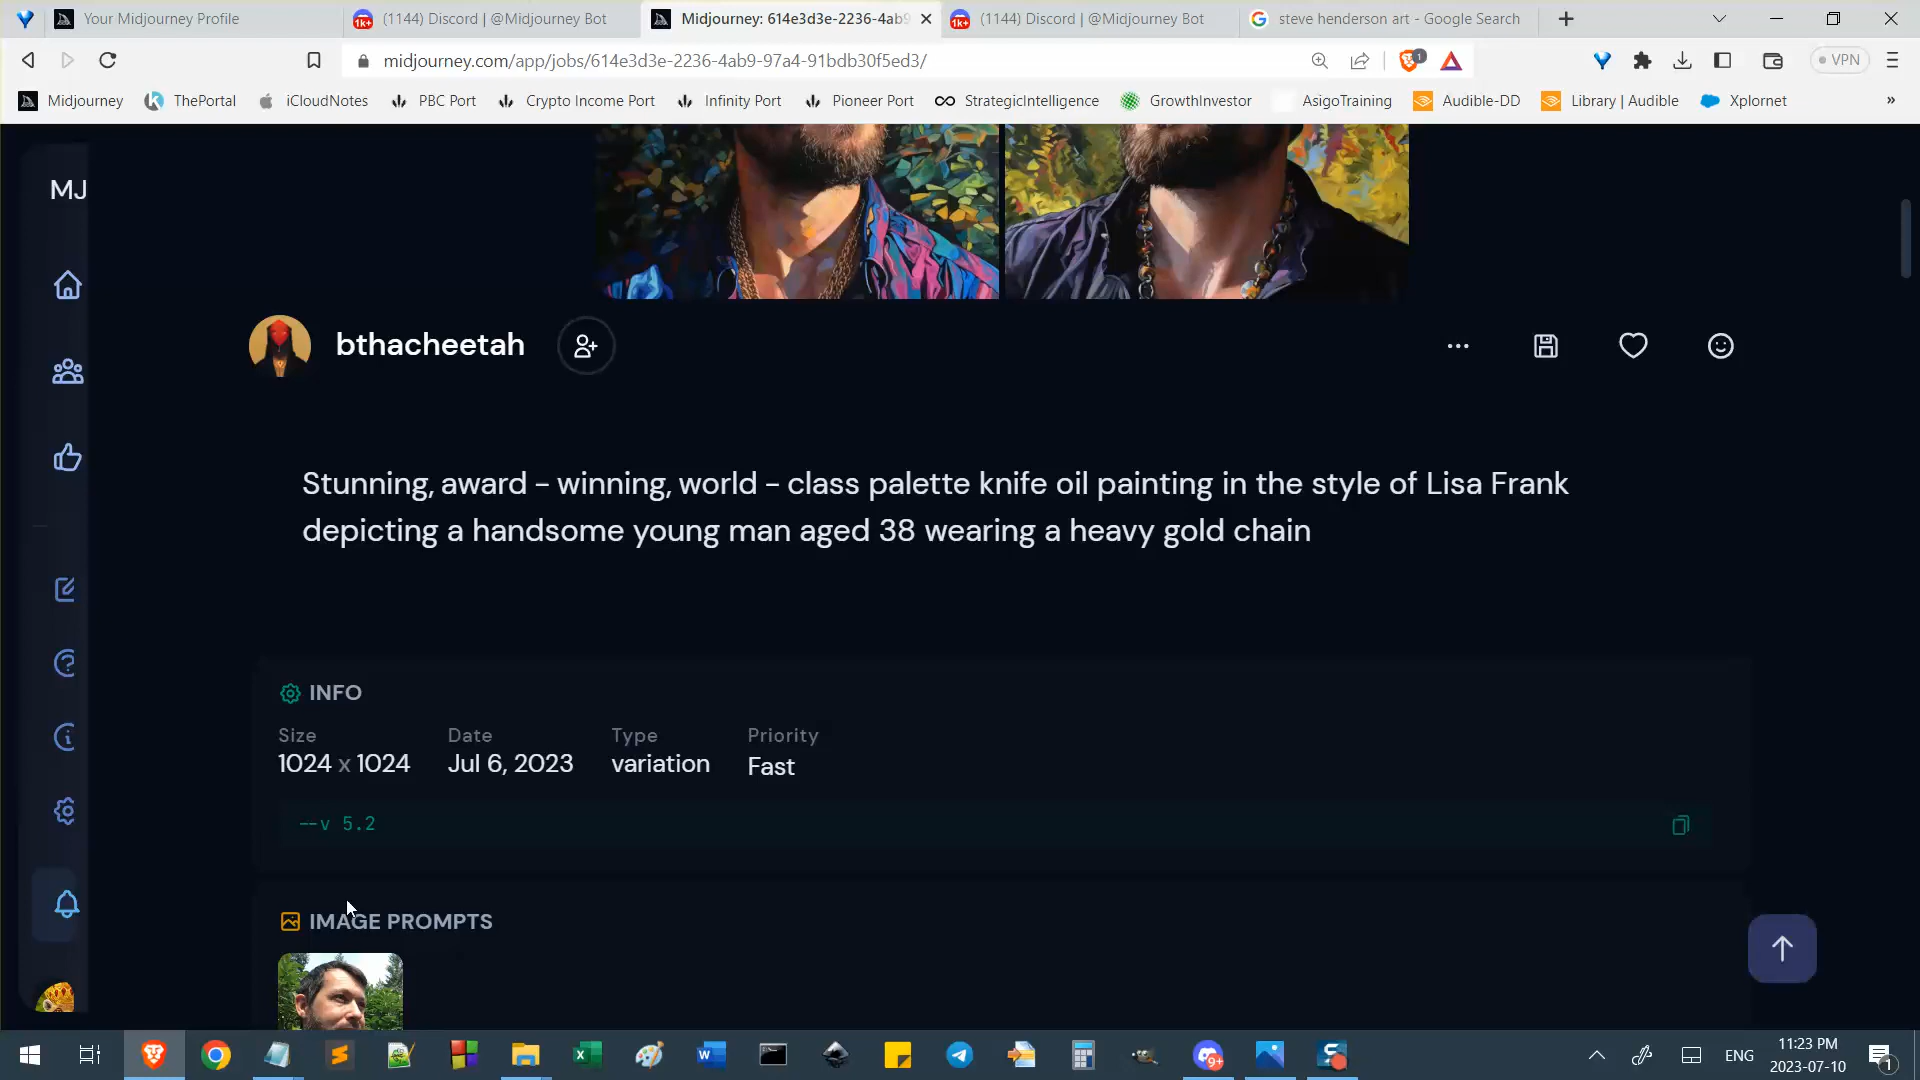 Your Midjourney Profile
(1144) Discord | @Midjourney Bot
Midjourney: 614e3d3e-2236-4ab9
(1144) Discord | @Midjourney Bot
steve henderson art - Google Search
midjourney.com/app/jobs/614e3d3e-2236-4ab9-97a4-91bdb30f5ed3/
1
VPN
Midjourney
ThePortal
iCloudNotes
PBC Port
Crypto Income Port
Infinity Port
Pioneer Port
StrategicIntelligence
GrowthInvestor
AsigoTraining
Audible-DD
Library | Audible
Xplornet
»
MJ
bthacheetah
Stunning, award - winning, world - class palette knife oil painting in the style of Lisa Frank
depicting a handsome young man aged 38 wearing a heavy gold chain
INFO
Size
Date
Type
Priority
1024 x 1024
Jul 6, 2023
variation
Fast
--v 5.2
IMAGE PROMPTS
ENG
11:23 PM
2023-07-10
1